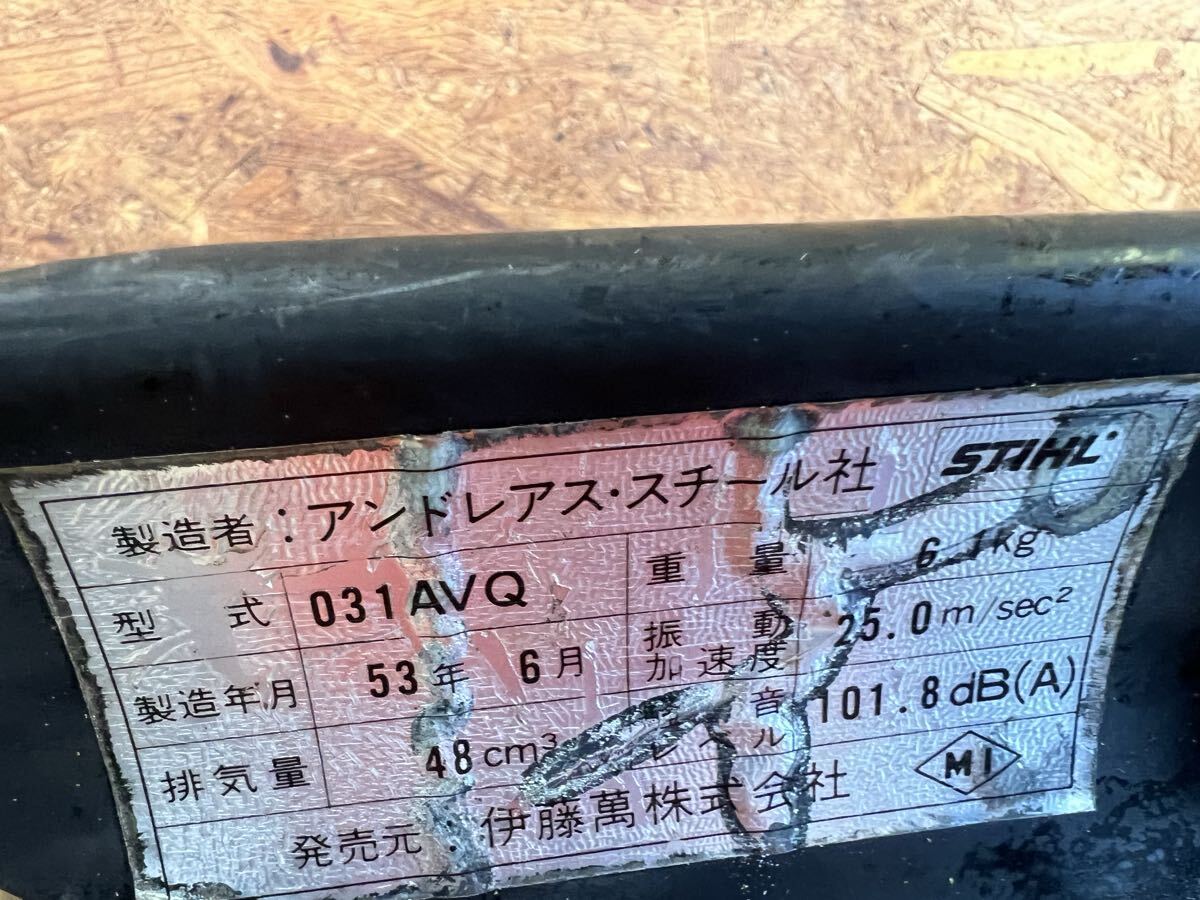 製造者：アンドレアス・スチール社 STIHL
型式 031AVQ 重量 6.1kg
製造年月 53年 6月 振動加速度 25.0m/sec²
排気量 48cm³ 音レベル 101.8dB(A)
発売元：伊藤萬株式会社 MI